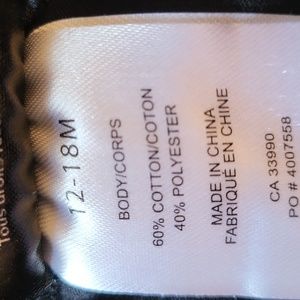 12-18M
BODY/CORPS
60% COTTON/COTON
40% POLYESTER
MADE IN CHINA
FABRIQUÉ EN CHINE
CA 33990
PO # 4007558